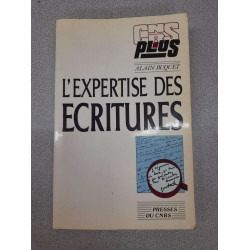 CNRS
PLUS
ALAIN BUQUET
L'EXPERTISE DES
ECRITURES
PRESSES
DU CNRS